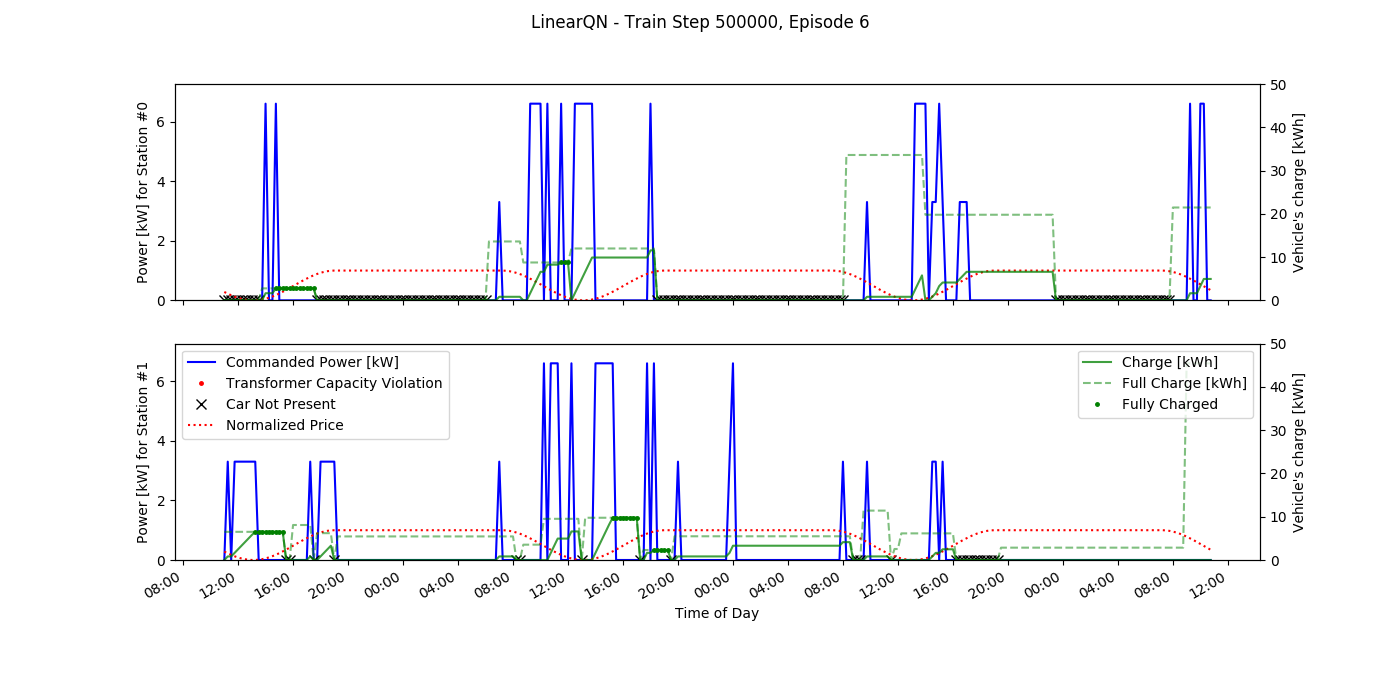 LinearQN - Train Step 500000, Episode 6
Power [kW] for Station #0
6
4
2
0
50
40
30
20
10
0
Vehicle's charge [kWh]
Power [kW] for Station #1
6
4
2
0
Commanded Power [kW]
Transformer Capacity Violation
Car Not Present
Normalized Price
Charge [kWh]
Full Charge [kWh]
Fully Charged
50
40
30
20
10
0
Vehicle's charge [kWh]
08:00 12:00 16:00 20:00 00:00 04:00 08:00 12:00 16:00 20:00 00:00 04:00 08:00 12:00 16:00 20:00 00:00 04:00 08:00 12:00
Time of Day